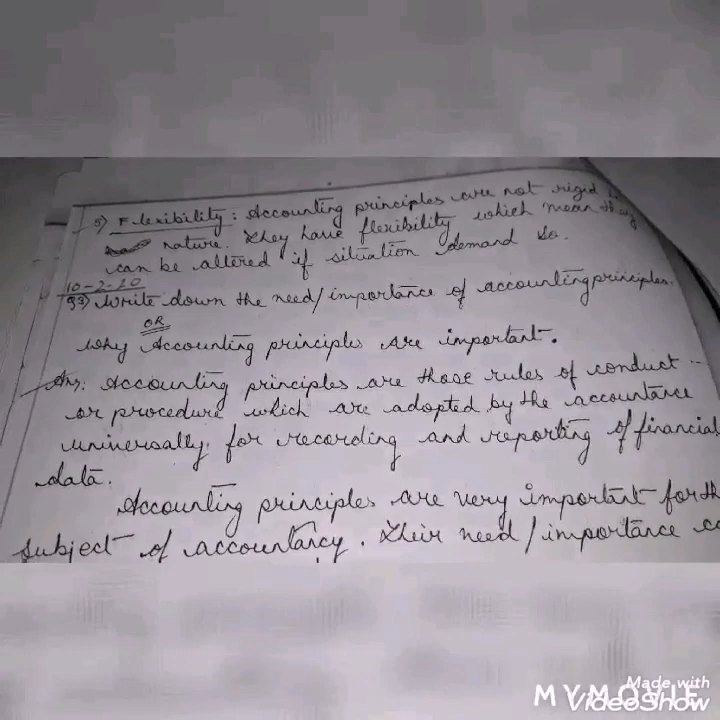 5) Flexibility : Accounting principles are not rigid in
nature. They have flexibility which mean they
can be altered if situation demand so.
10-2-20
93) Write down the need/importance of accounting principles.
OR
Why Accounting principles are important.
Ans: Accounting principles are those rules of conduct
or procedure which are adopted by the accountance
universally for recording and reporting of financial
data.
Accounting principles are very important for th
subject of accountancy. Their need/importance ca
Made with
MYMOVIE
VideoShow